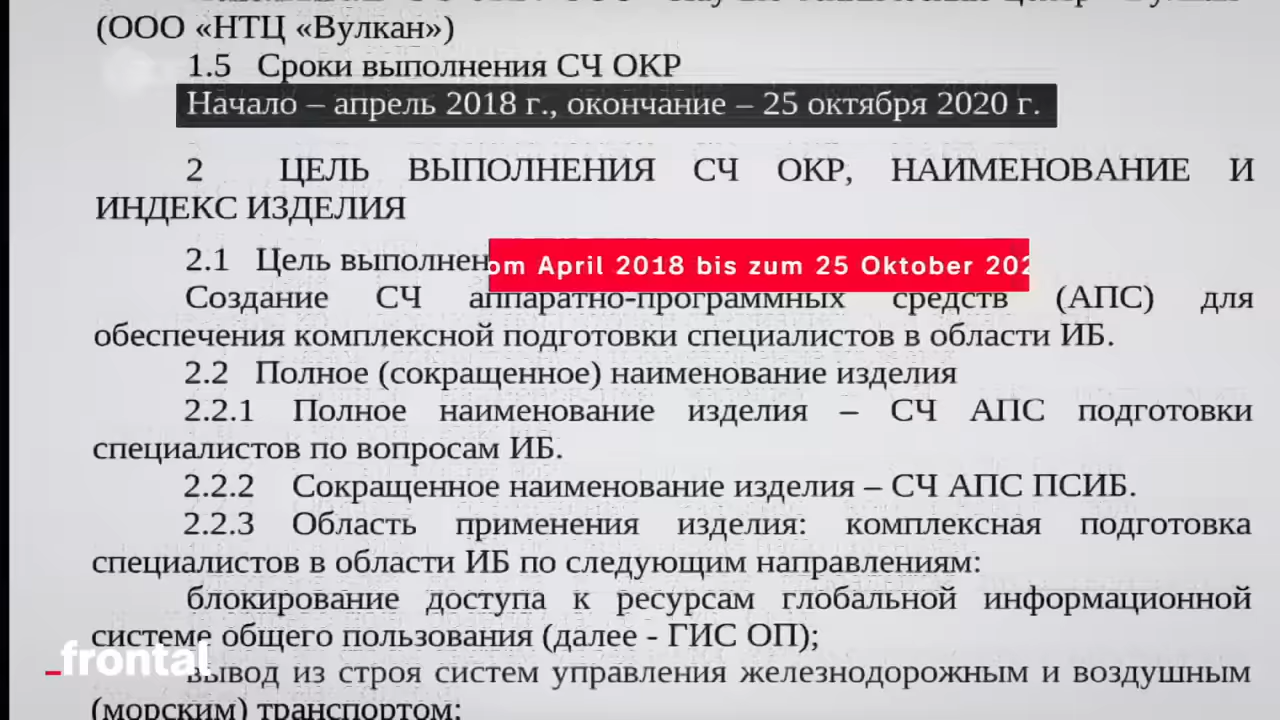 (ООО «НТЦ «Вулкан»)
1.5 Сроки выполнения СЧ ОКР
Начало – апрель 2018 г., окончание – 25 октября 2020 г.
2 ЦЕЛЬ ВЫПОЛНЕНИЯ СЧ ОКР, НАИМЕНОВАНИЕ И
ИНДЕКС ИЗДЕЛИЯ
2.1 Цель выполнен
om April 2018 bis zum 25 Oktober 202
Создание СЧ аппаратно-программных средств (АПС) для
обеспечения комплексной подготовки специалистов в области ИБ.
2.2 Полное (сокращенное) наименование изделия
2.2.1 Полное наименование изделия – СЧ АПС подготовки
специалистов по вопросам ИБ.
2.2.2 Сокращенное наименование изделия – СЧ АПС ПСИБ.
2.2.3 Область применения изделия: комплексная подготовка
специалистов в области ИБ по следующим направлениям:
блокирование доступа к ресурсам глобальной информационной
системе общего пользования (далее - ГИС ОП);
вывод из строя систем управления железнодорожным и воздушным
(морским) транспортом;
_frontal